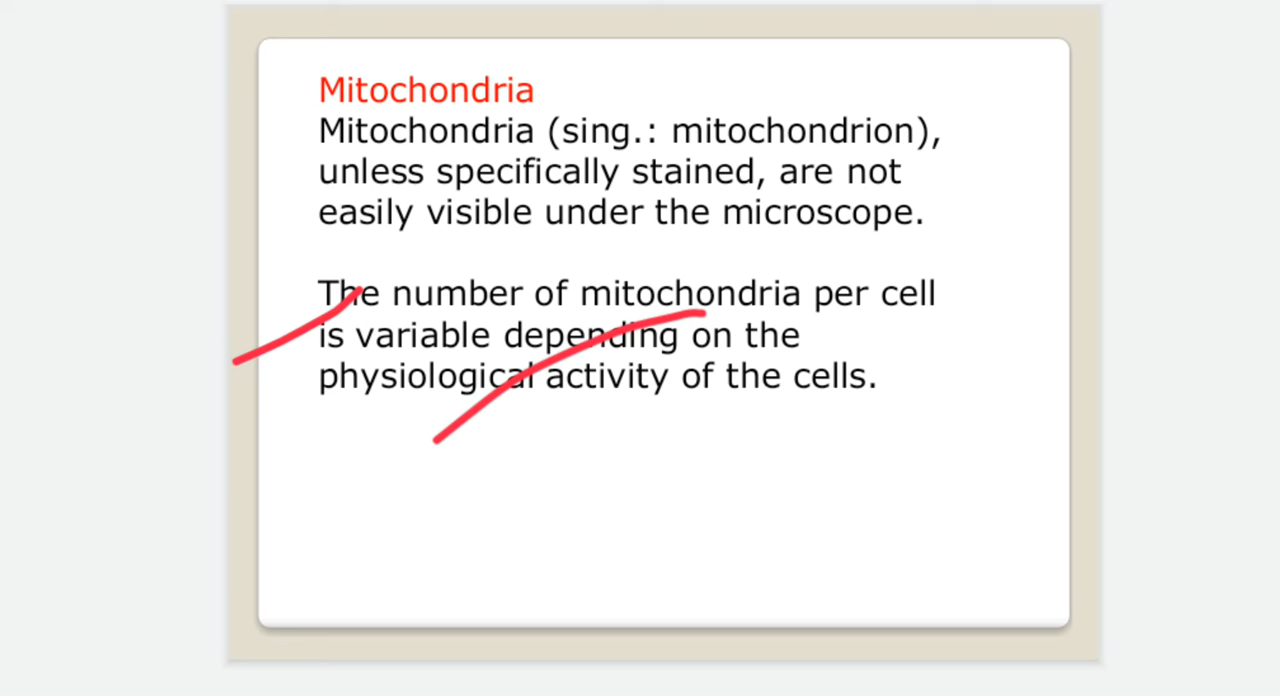 Mitochondria
Mitochondria (sing.: mitochondrion),
unless specifically stained, are not
easily visible under the microscope.
The number of mitochondria per cell
is variable depending on the
physiological activity of the cells.